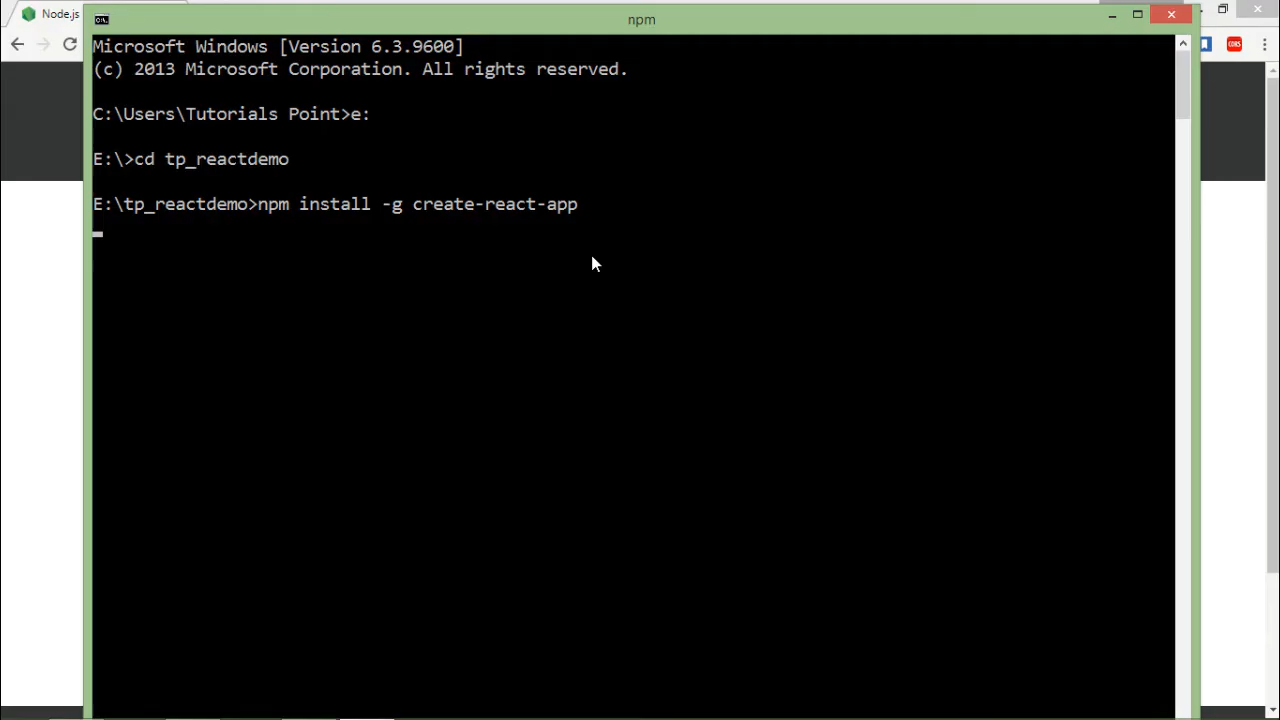 Node.js
npm
CORS
Microsoft Windows [Version 6.3.9600]
(c) 2013 Microsoft Corporation. All rights reserved.
C:\Users\Tutorials Point>e:
E:\>cd tp_reactdemo
E:\tp_reactdemo>npm install -g create-react-app